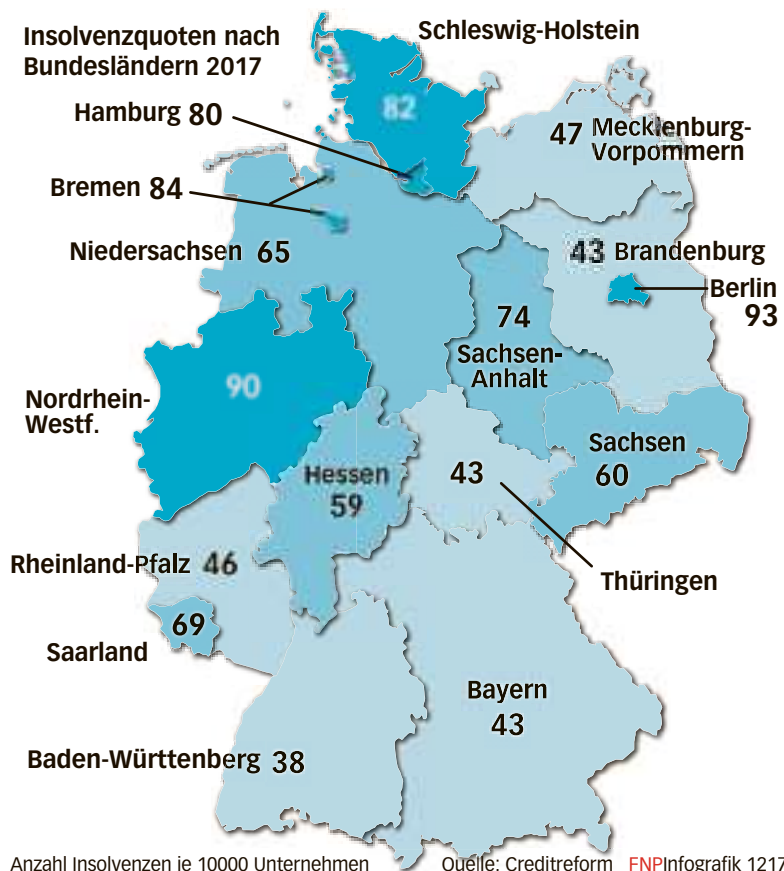 Insolvenzquoten nach
Bundesländern 2017
Schleswig-Holstein
82
Hamburg 80
47 Mecklenburg-
Vorpommern
Bremen 84
Niedersachsen 65
43 Brandenburg
Berlin
93
74
Sachsen-
Anhalt
90
Nordrhein-
Westf.
Sachsen
60
Hessen
59
43
Thüringen
Rheinland-Pfalz 46
69
Saarland
Bayern
43
Baden-Württenberg 38
Anzahl Insolvenzen je 10000 Unternehmen
Quelle: Creditreform FNPInfografik 1217